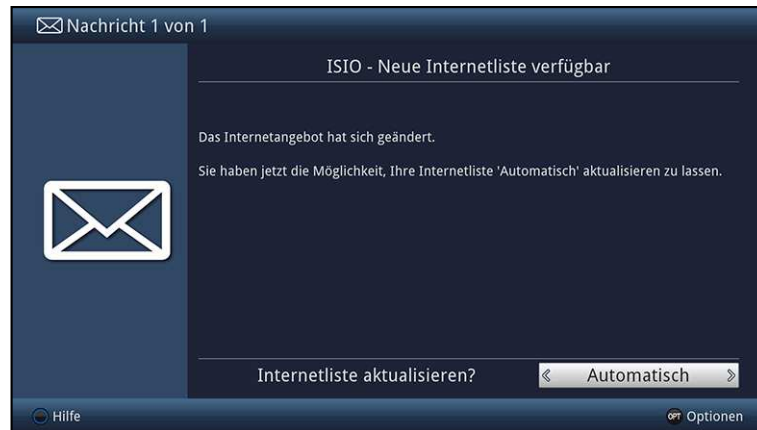 Nachricht 1 von 1
ISIO - Neue Internetliste verfügbar
Das Internetangebot hat sich geändert.
Sie haben jetzt die Möglichkeit, Ihre Internetliste 'Automatisch' aktualisieren zu lassen.
Internetliste aktualisieren? « Automatisch »
Hilfe OPT Optionen